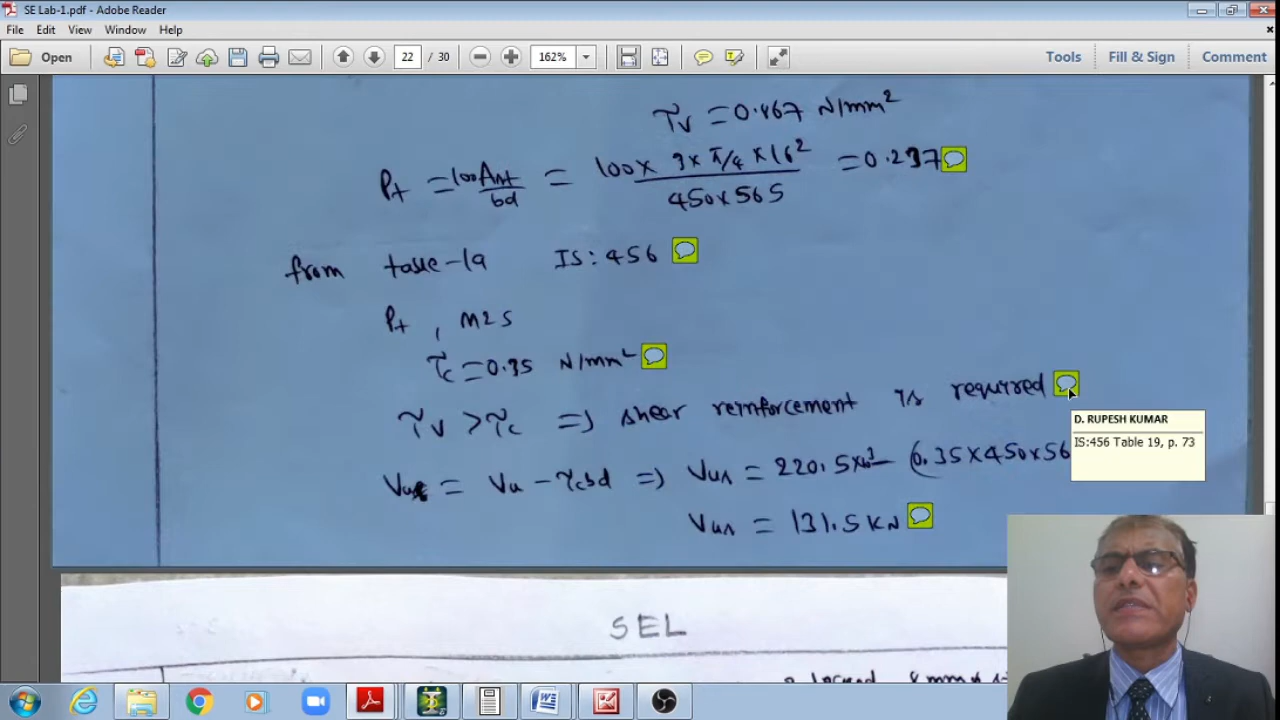 SE Lab-1.pdf - Adobe Reader
File Edit View Window Help
Open 22 / 30 162% Tools Fill & Sign Comment
τv = 0.467 N/mm²
Pt = 100Ast/bd = 100 x 3 x π/4 x 16² / 450x565 = 0.237
from table-19 IS:456
Pt , M25
τc = 0.35 N/mm²
τv > τc => shear reinforcement is required
D. RUPESH KUMAR
IS:456 Table 19, p. 73
= Vu - τcbd => Vus = 220.5x10³ - (0.35x450x56
Vus = 131.5 KN
SEL